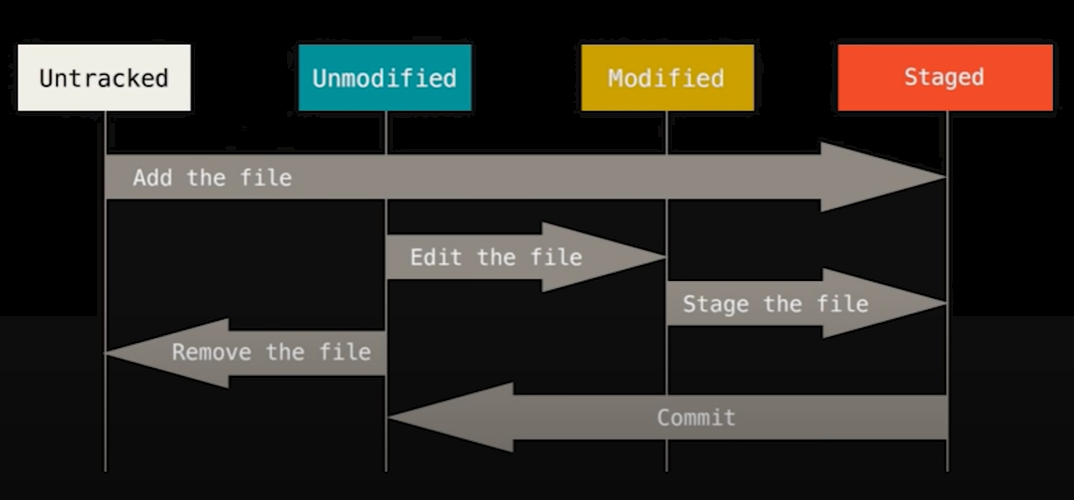 Untracked
Unmodified
Modified
Staged
Add the file
Edit the file
Stage the file
Remove the file
Commit